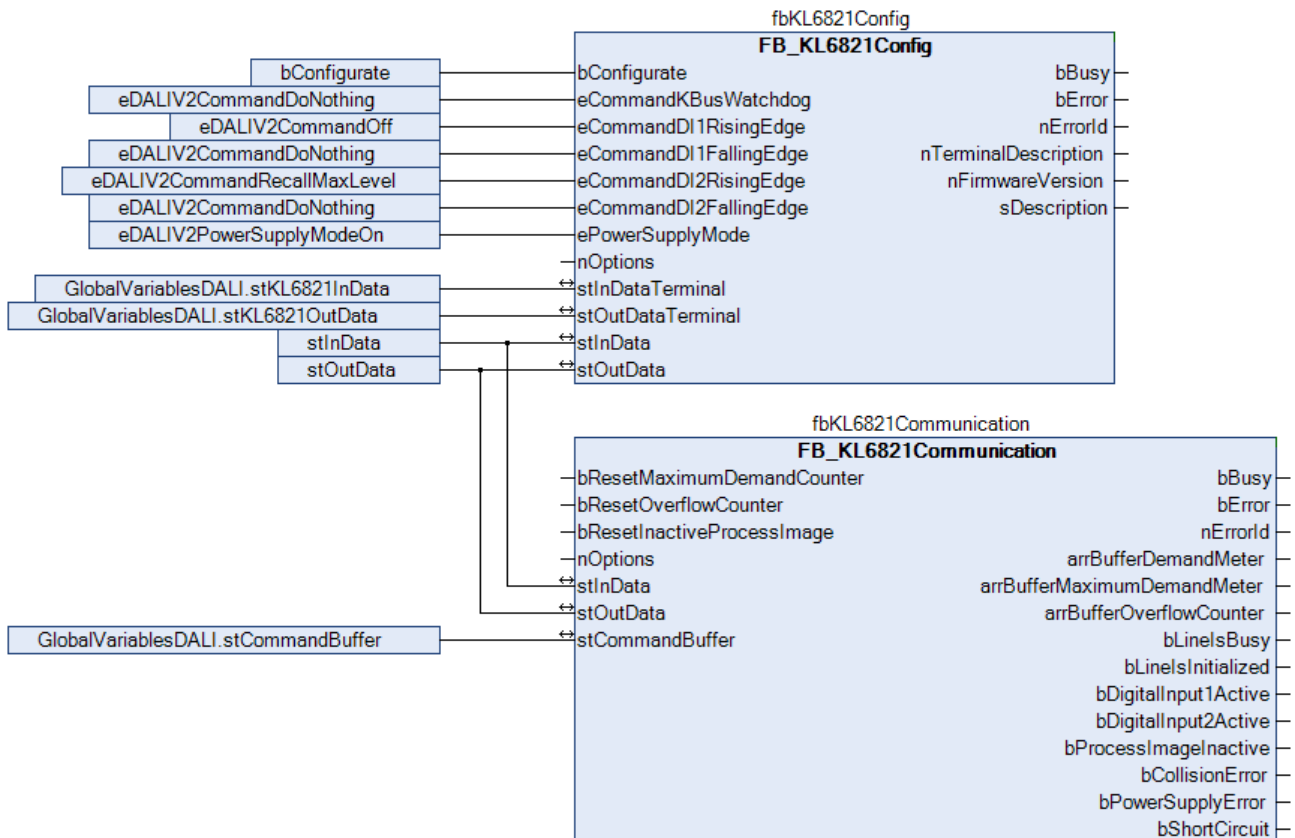 fbKL6821Config
FB_KL6821Config
bConfigurate bConfigurate bBusy
eDALIV2CommandDoNothing eCommandKBusWatchdog bError
eDALIV2CommandOff eCommandDI1RisingEdge nErrorId
eDALIV2CommandDoNothing eCommandDI1FallingEdge nTerminalDescription
eDALIV2CommandRecallMaxLevel eCommandDI2RisingEdge nFirmwareVersion
eDALIV2CommandDoNothing eCommandDI2FallingEdge sDescription
eDALIV2PowerSupplyModeOn ePowerSupplyMode
nOptions
GlobalVariablesDALI.stKL6821InData stInDataTerminal
GlobalVariablesDALI.stKL6821OutData stOutDataTerminal
stInData stInData
stOutData stOutData
fbKL6821Communication
FB_KL6821Communication
bResetMaximumDemandCounter bBusy
bResetOverflowCounter bError
bResetInactiveProcessImage nErrorId
nOptions arrBufferDemandMeter
stInData arrBufferMaximumDemandMeter
stOutData arrBufferOverflowCounter
GlobalVariablesDALI.stCommandBuffer stCommandBuffer bLineIsBusy
bLineIsInitialized
bDigitalInput1Active
bDigitalInput2Active
bProcessImageInactive
bCollisionError
bPowerSupplyError
bShortCircuit